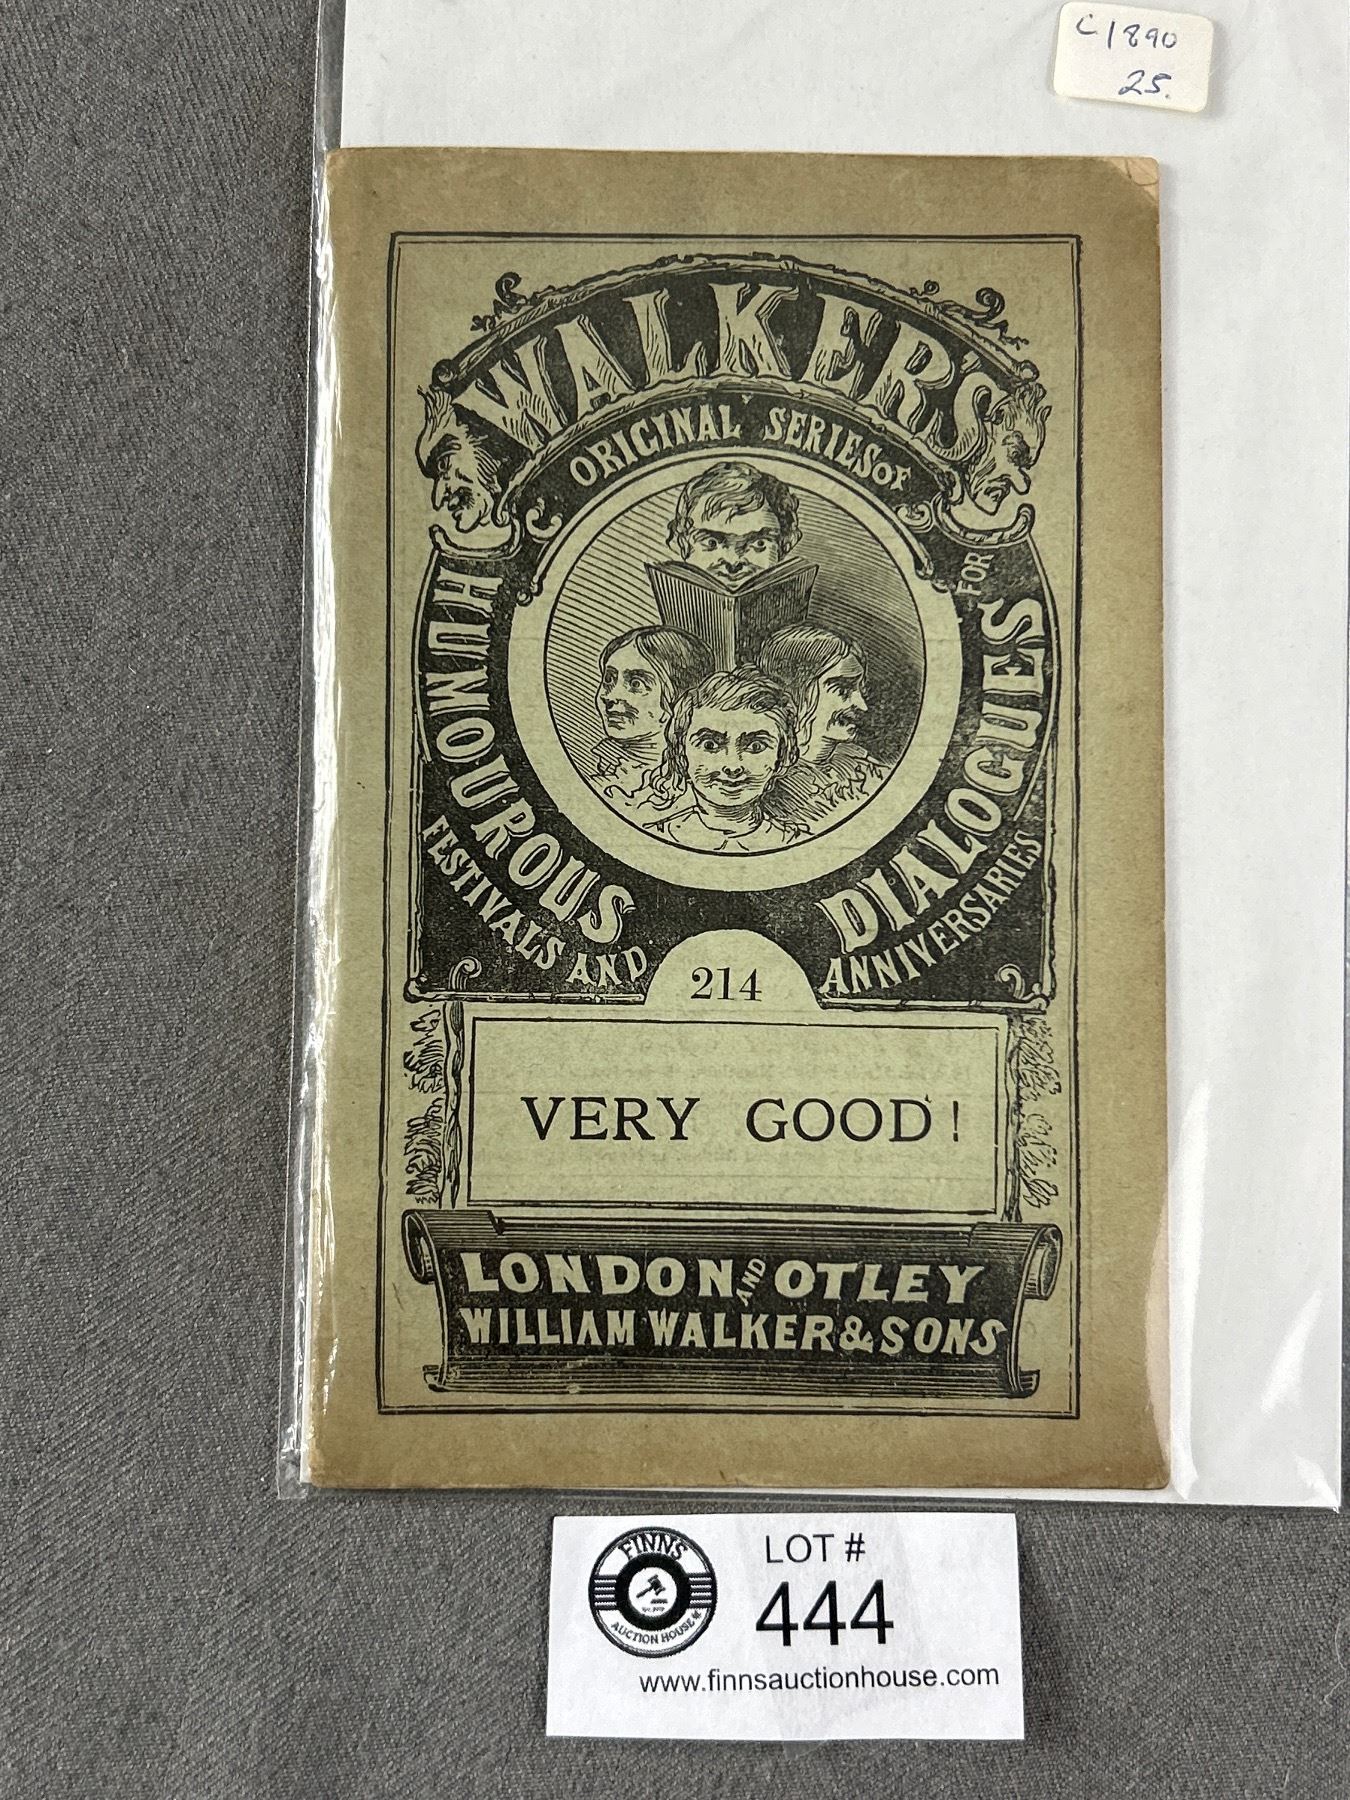 C1890
25.
WALKER'S
ORIGINAL SERIES OF
HUMOUROUS
DIALOGUES
FOR
FESTIVALS AND
ANNIVERSARIES
214
VERY GOOD!
LONDON AND OTLEY
WILLIAM WALKER & SONS
FINNS
AUCTION HOUSE
LOT #
444
www.finnsauctionhouse.com